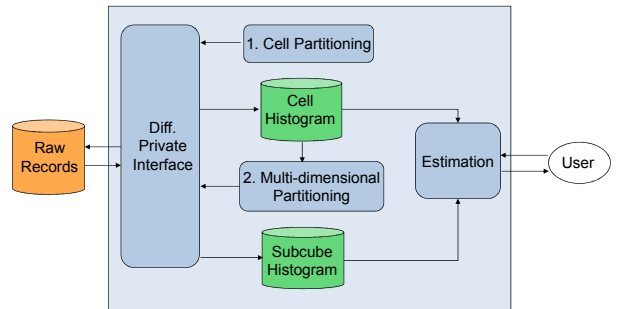 1. Cell Partitioning
Cell
Histogram
Diff.
Private
Interface
Raw
Records
Estimation
User
2. Multi-dimensional
Partitioning
Subcube
Histogram